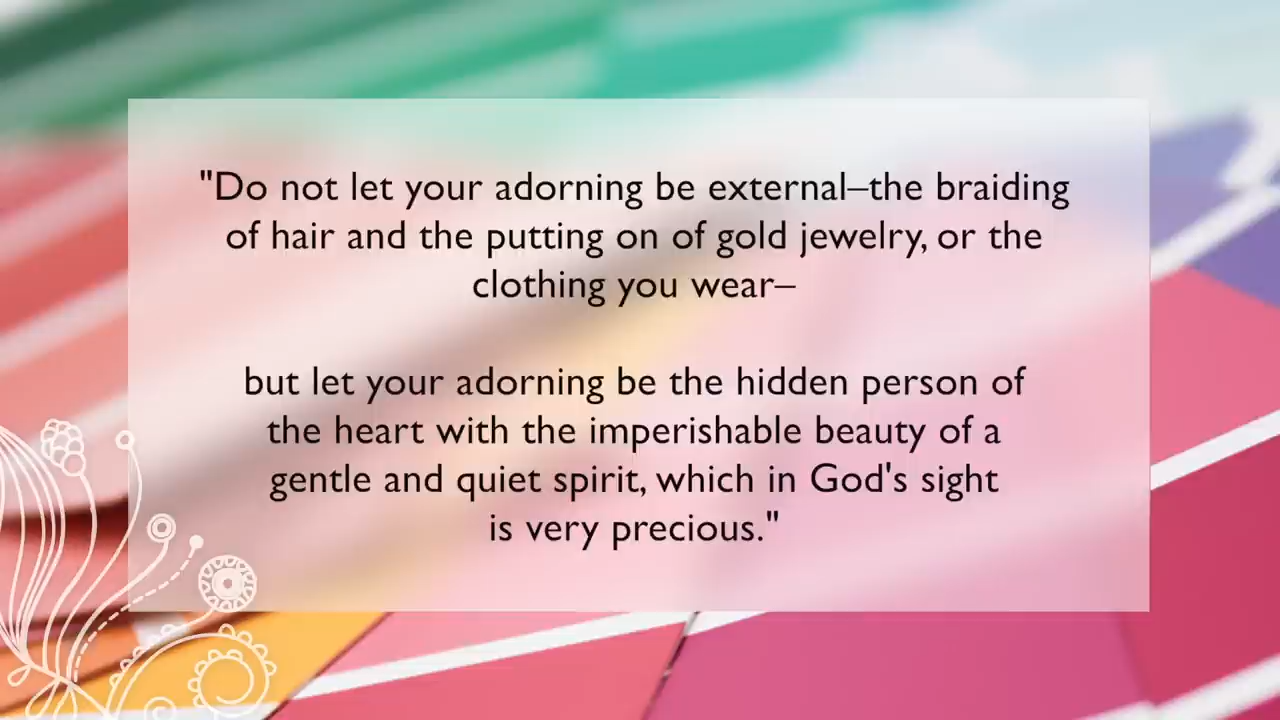 "Do not let your adorning be external–the braiding
of hair and the putting on of gold jewelry, or the
clothing you wear–
but let your adorning be the hidden person of
the heart with the imperishable beauty of a
gentle and quiet spirit, which in God's sight
is very precious."